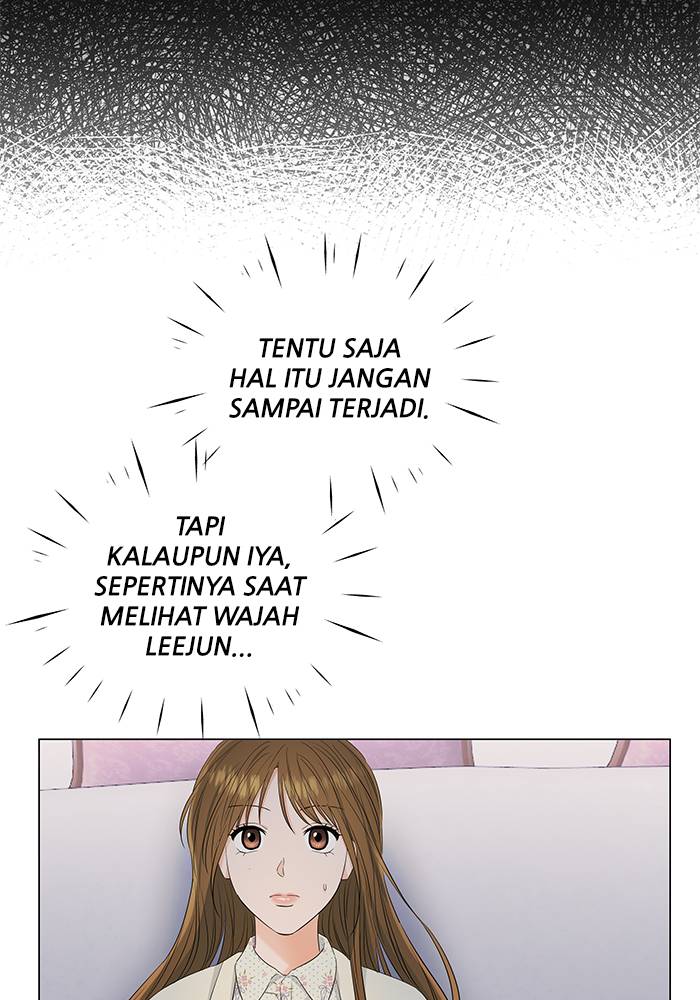 TENTU SAJA
HAL ITU JANGAN
SAMPAI TERJADI.
TAPI
KALAUPUN IYA,
SEPERTINYA SAAT
MELIHAT WAJAH
LEEJUN...